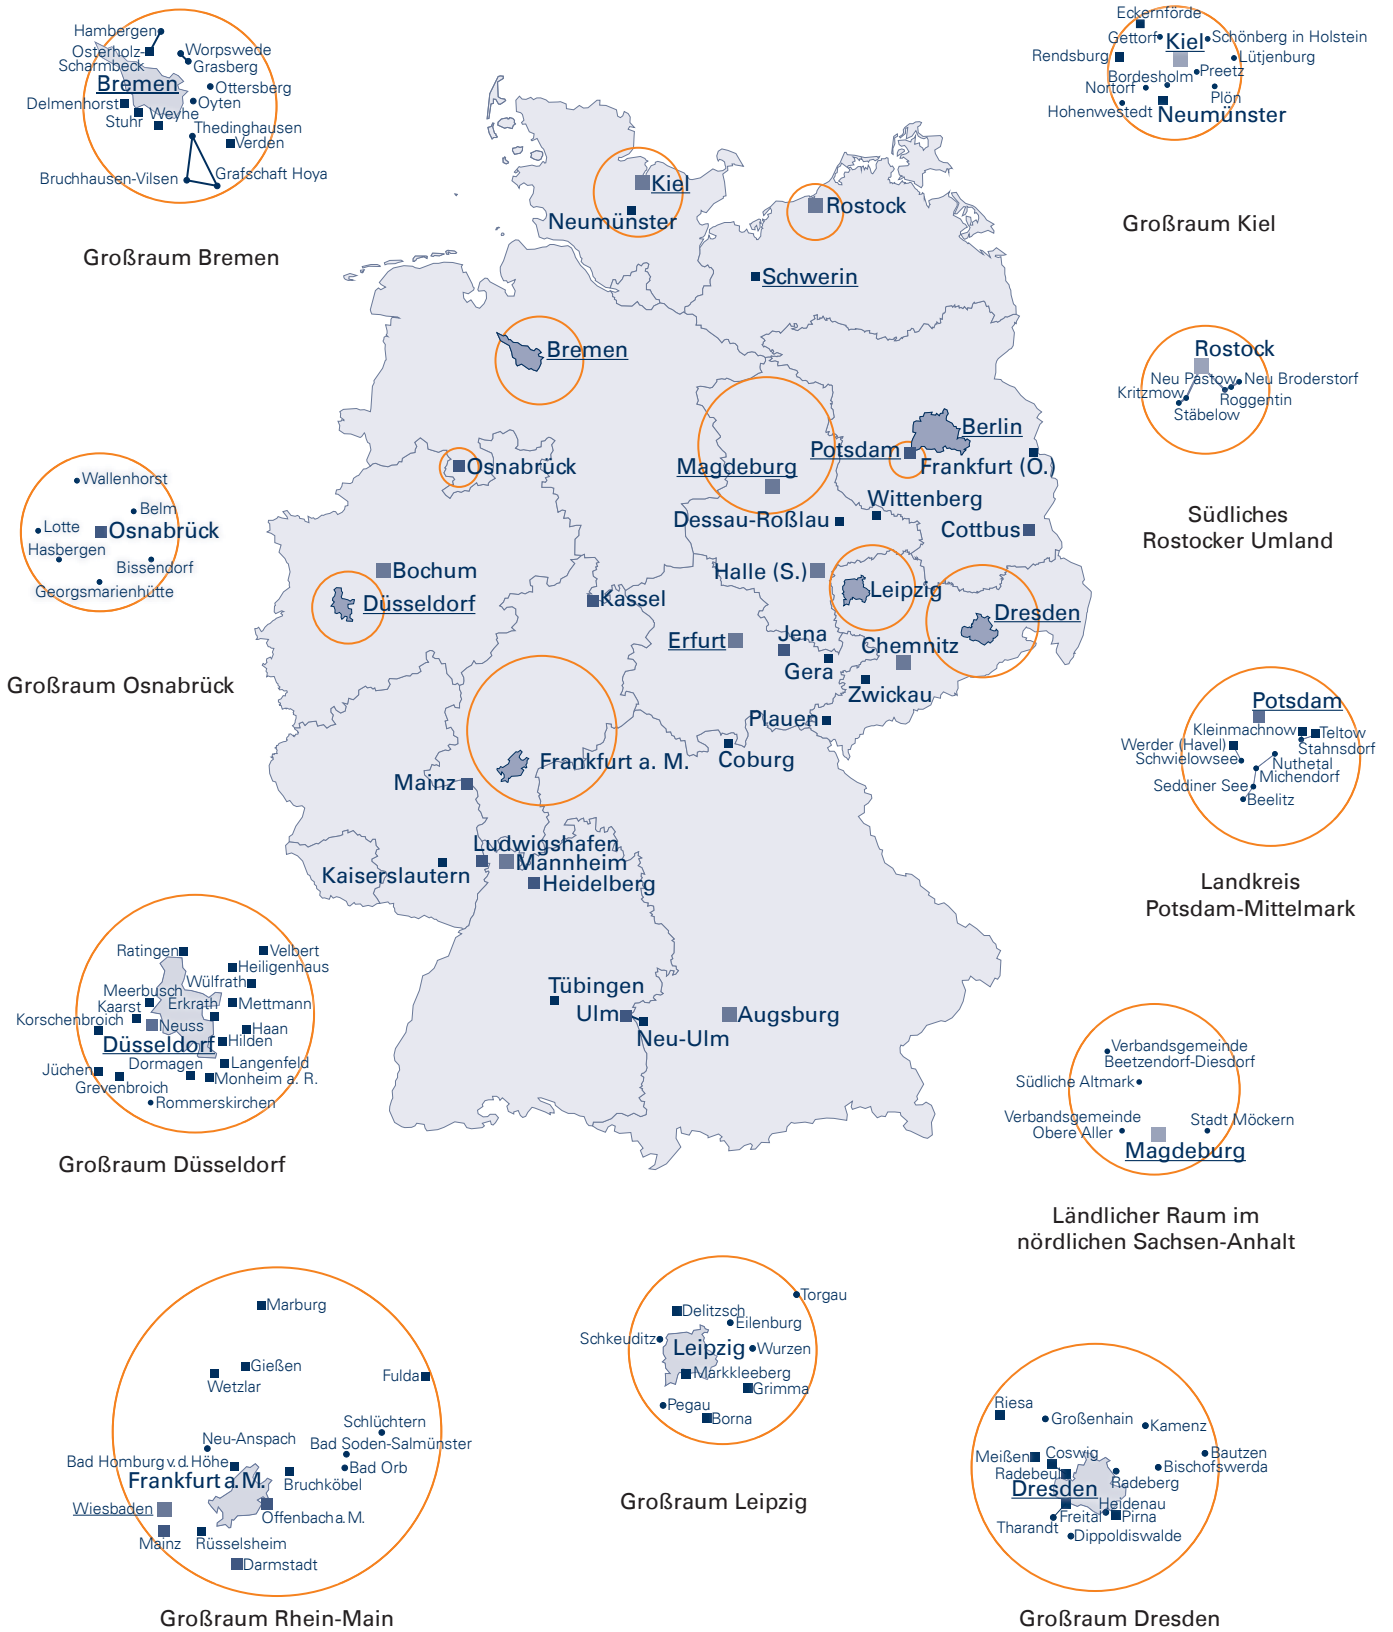 Hambergen
Osterholz-
Scharmbeck
Worpswede
Grasberg
Bremen
Ottersberg
Delmenhorst
Oyten
Stuhr
Weyhe
Thedinghausen
Verden
Bruchhausen-Vilsen
Grafschaft Hoya
Großraum Bremen
Eckernförde
Gettorf
Kiel
Schönberg in Holstein
Rendsburg
Lütjenburg
Bordesholm
Preetz
Nortorf
Plön
Hohenwestedt
Neumünster
Großraum Kiel
Kiel
Neumünster
Rostock
Schwerin
Bremen
Berlin
Potsdam
Frankfurt (O.)
Magdeburg
Osnabrück
Wittenberg
Dessau-Roßlau
Cottbus
Bochum
Halle (S.)
Leipzig
Düsseldorf
Kassel
Dresden
Erfurt
Jena
Chemnitz
Gera
Zwickau
Plauen
Coburg
Frankfurt a. M.
Mainz
Ludwigshafen
Mannheim
Kaiserslautern
Heidelberg
Tübingen
Ulm
Neu-Ulm
Augsburg
Rostock
Neu Pastow
Neu Broderstorf
Kritzmow
Roggentin
Stäbelow
Südliches
Rostocker Umland
Wallenhorst
Belm
Lotte
Osnabrück
Hasbergen
Bissendorf
Georgsmarienhütte
Großraum Osnabrück
Potsdam
Kleinmachnow
Teltow
Werder (Havel)
Stahnsdorf
Schwielowsee
Nuthetal
Michendorf
Seddiner See
Beelitz
Landkreis
Potsdam-Mittelmark
Ratingen
Velbert
Heiligenhaus
Wülfrath
Meerbusch
Kaarst
Erkrath
Mettmann
Korschenbroich
Neuss
Haan
Düsseldorf
Hilden
Dormagen
Langenfeld
Jüchen
Monheim a. R.
Grevenbroich
Rommerskirchen
Großraum Düsseldorf
Verbandsgemeinde
Beetzendorf-Diesdorf
Südliche Altmark
Verbandsgemeinde
Obere Aller
Stadt Möckern
Magdeburg
Ländlicher Raum im
nördlichen Sachsen-Anhalt
Marburg
Gießen
Wetzlar
Fulda
Schlüchtern
Neu-Anspach
Bad Soden-Salmünster
Bad Homburg v. d. Höhe
Bad Orb
Frankfurt a. M.
Bruchköbel
Wiesbaden
Offenbach a. M.
Mainz
Rüsselsheim
Darmstadt
Großraum Rhein-Main
Torgau
Delitzsch
Eilenburg
Schkeuditz
Leipzig
Wurzen
Markkleeberg
Grimma
Pegau
Borna
Großraum Leipzig
Riesa
Großenhain
Kamenz
Meißen
Coswig
Bautzen
Radebeul
Bischofswerda
Radeberg
Dresden
Heidenau
Freital
Pirna
Tharandt
Dippoldiswalde
Großraum Dresden